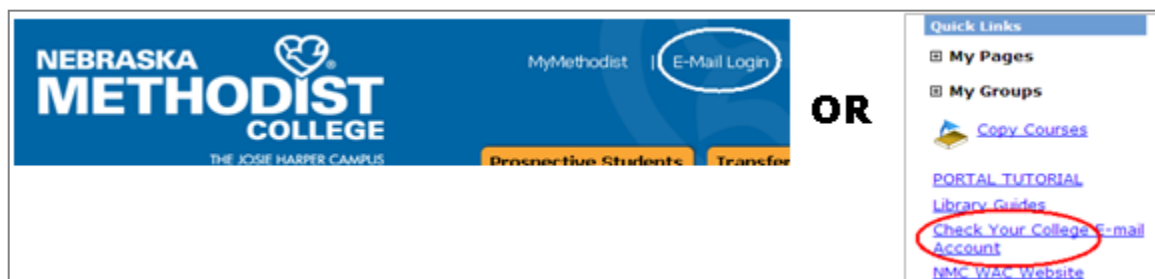 NEBRASKA
METHODIST
COLLEGE
THE JOSIE HARPER CAMPUS
MyMethodist | E-Mail Login
Prospective Students
Transfer
OR
Quick Links
My Pages
My Groups
Copy Courses
PORTAL TUTORIAL
Library Guides
Check Your College E-mail
Account
NMC WAC Website